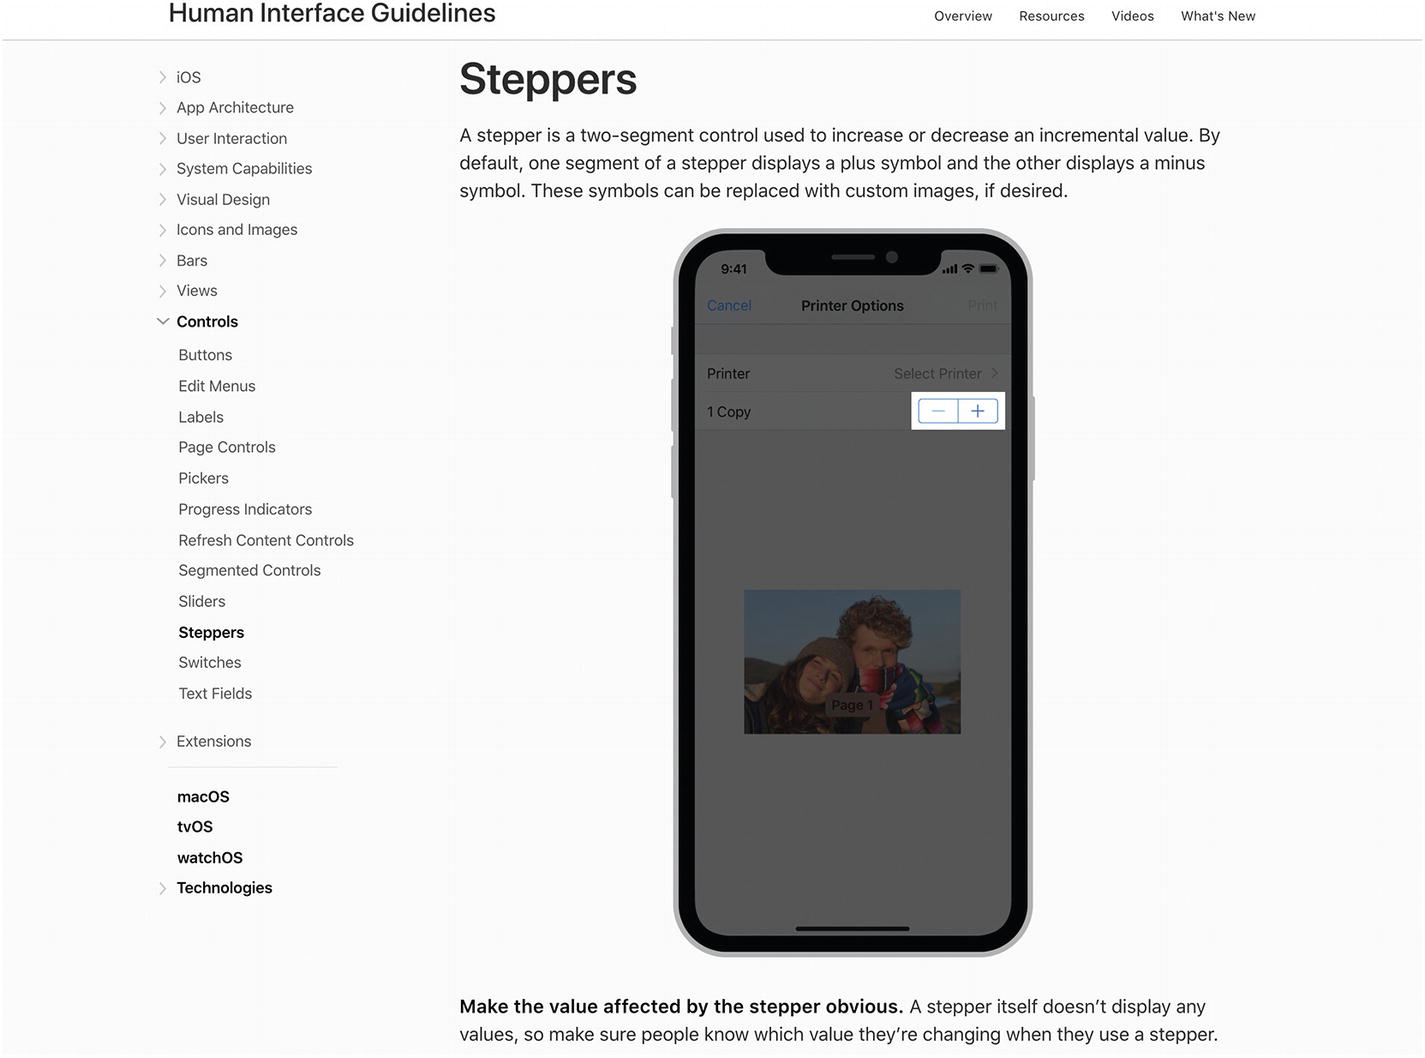 Human Interface Guidelines
Overview Resources Videos What's New
iOS
App Architecture
User Interaction
System Capabilities
Visual Design
Icons and Images
Bars
Views
Controls
Buttons
Edit Menus
Labels
Page Controls
Pickers
Progress Indicators
Refresh Content Controls
Segmented Controls
Sliders
Steppers
Switches
Text Fields
Extensions
macOS
tvOS
watchOS
Technologies
Steppers
A stepper is a two-segment control used to increase or decrease an incremental value. By
default, one segment of a stepper displays a plus symbol and the other displays a minus
symbol. These symbols can be replaced with custom images, if desired.
9:41
Cancel Printer Options Print
Printer Select Printer
1 Copy − +
Page 1
Make the value affected by the stepper obvious. A stepper itself doesn’t display any
values, so make sure people know which value they’re changing when they use a stepper.